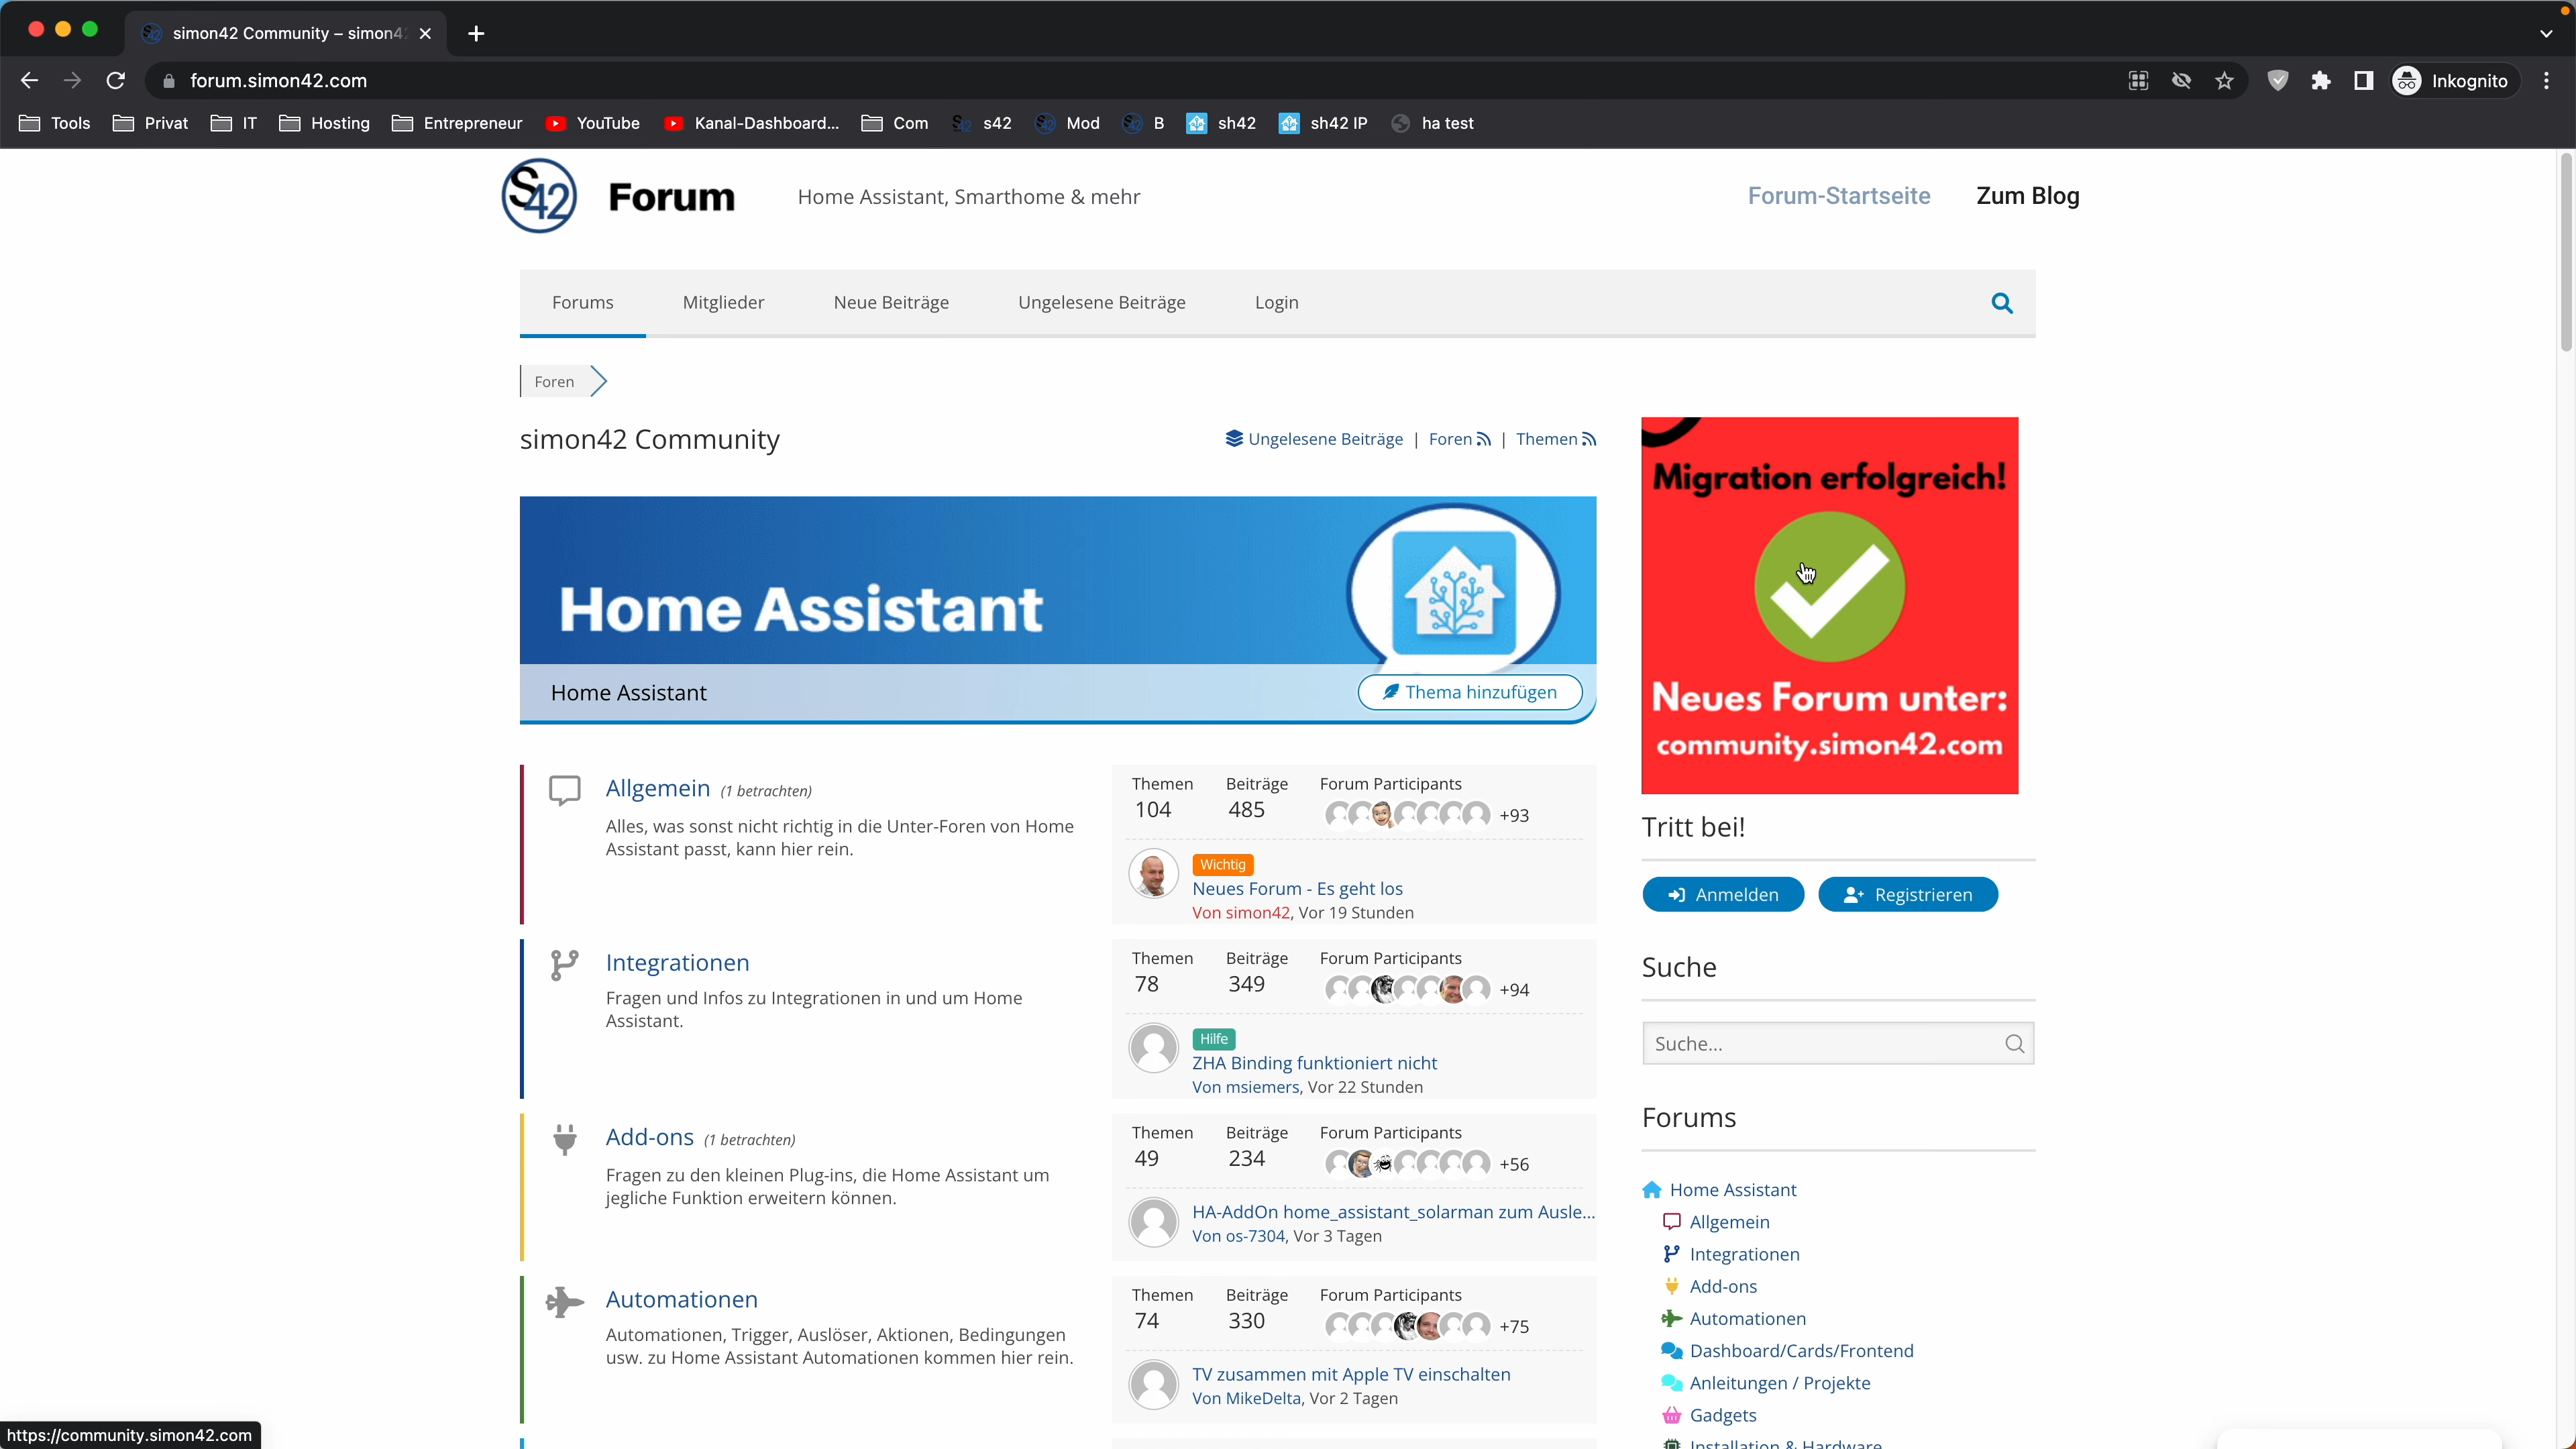 simon42 Community – simon42
forum.simon42.com
Inkognito
Tools
Privat
IT
Hosting
Entrepreneur
YouTube
Kanal-Dashboard...
Com
s42
Mod
B
sh42
sh42 IP
ha test
S42
Forum
Home Assistant, Smarthome & mehr
Forum-Startseite
Zum Blog
Forums
Mitglieder
Neue Beiträge
Ungelesene Beiträge
Login
Foren
simon42 Community
Ungelesene Beiträge | Foren | Themen
Home Assistant
Home Assistant
Thema hinzufügen
Allgemein (1 betrachten)
Alles, was sonst nicht richtig in die Unter-Foren von Home
Assistant passt, kann hier rein.
Themen Beiträge Forum Participants
104 485 +93
Wichtig
Neues Forum - Es geht los
Von simon42, Vor 19 Stunden
Integrationen
Fragen und Infos zu Integrationen in und um Home
Assistant.
Themen Beiträge Forum Participants
78 349 +94
Hilfe
ZHA Binding funktioniert nicht
Von msiemers, Vor 22 Stunden
Add-ons (1 betrachten)
Fragen zu den kleinen Plug-ins, die Home Assistant um
jegliche Funktion erweitern können.
Themen Beiträge Forum Participants
49 234 +56
HA-AddOn home_assistant_solarman zum Ausle...
Von os-7304, Vor 3 Tagen
Automationen
Automationen, Trigger, Auslöser, Aktionen, Bedingungen
usw. zu Home Assistant Automationen kommen hier rein.
Themen Beiträge Forum Participants
74 330 +75
TV zusammen mit Apple TV einschalten
Von MikeDelta, Vor 2 Tagen
Migration erfolgreich!
Neues Forum unter:
community.simon42.com
Tritt bei!
Anmelden
Registrieren
Suche
Suche...
Forums
Home Assistant
Allgemein
Integrationen
Add-ons
Automationen
Dashboard/Cards/Frontend
Anleitungen / Projekte
Gadgets
Installation & Hardware
https://community.simon42.com